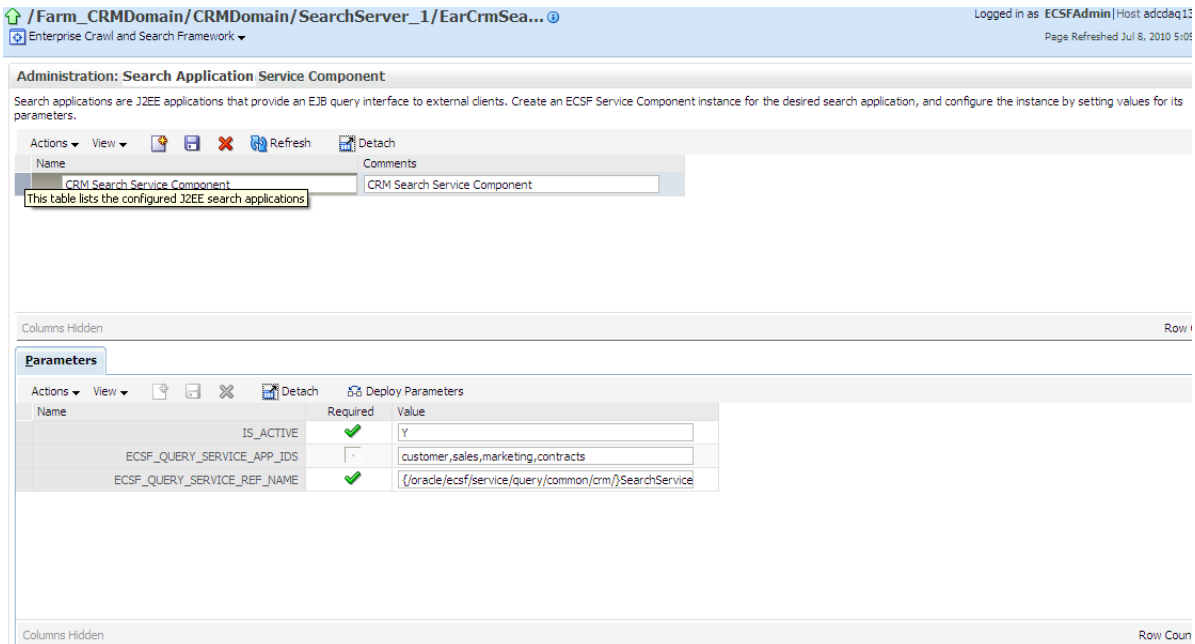 /Farm_CRMDomain/CRMDomain/SearchServer_1/EarCrmSea...
Logged in as ECSFAdmin|Host adcdaq13
Enterprise Crawl and Search Framework
Page Refreshed Jul 8, 2010 5:05
Administration: Search Application Service Component
Search applications are J2EE applications that provide an EJB query interface to external clients. Create an ECSF Service Component instance for the desired search application, and configure the instance by setting values for its
parameters.
Actions View Refresh Detach
Name Comments
CRM Search Service Component CRM Search Service Component
This table lists the configured J2EE search applications
Columns Hidden Row
Parameters
Actions View Detach Deploy Parameters
Name Required Value
IS_ACTIVE Y
ECSF_QUERY_SERVICE_APP_IDS customer,sales,marketing,contracts
ECSF_QUERY_SERVICE_REF_NAME {/oracle/ecsf/service/query/common/crm/}SearchService
Columns Hidden Row Coun